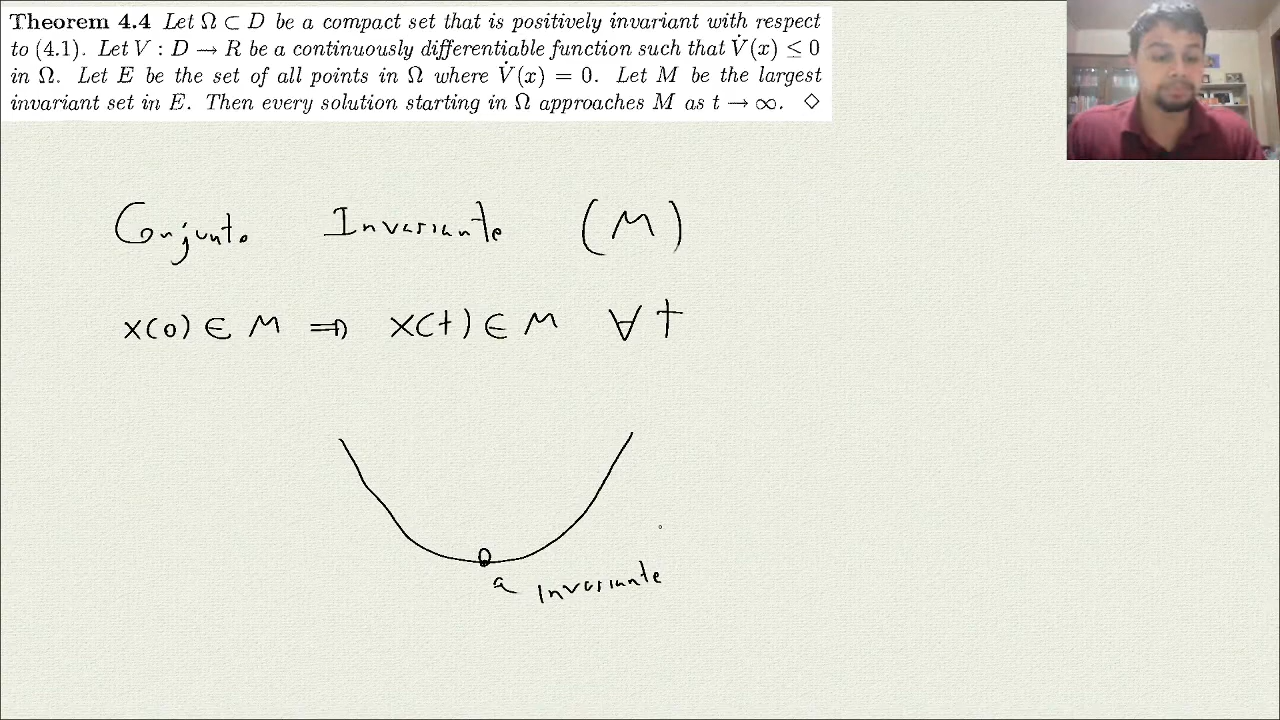 Theorem 4.4 Let Ω ⊂ D be a compact set that is positively invariant with respect
to (4.1). Let V : D → R be a continuously differentiable function such that V̇(x) ≤ 0
in Ω. Let E be the set of all points in Ω where V̇(x) = 0. Let M be the largest
invariant set in E. Then every solution starting in Ω approaches M as t → ∞. ◇
Conjunto Invariante (M)
x(0) ∈ M ⇒ x(t) ∈ M ∀ t
a Invariante